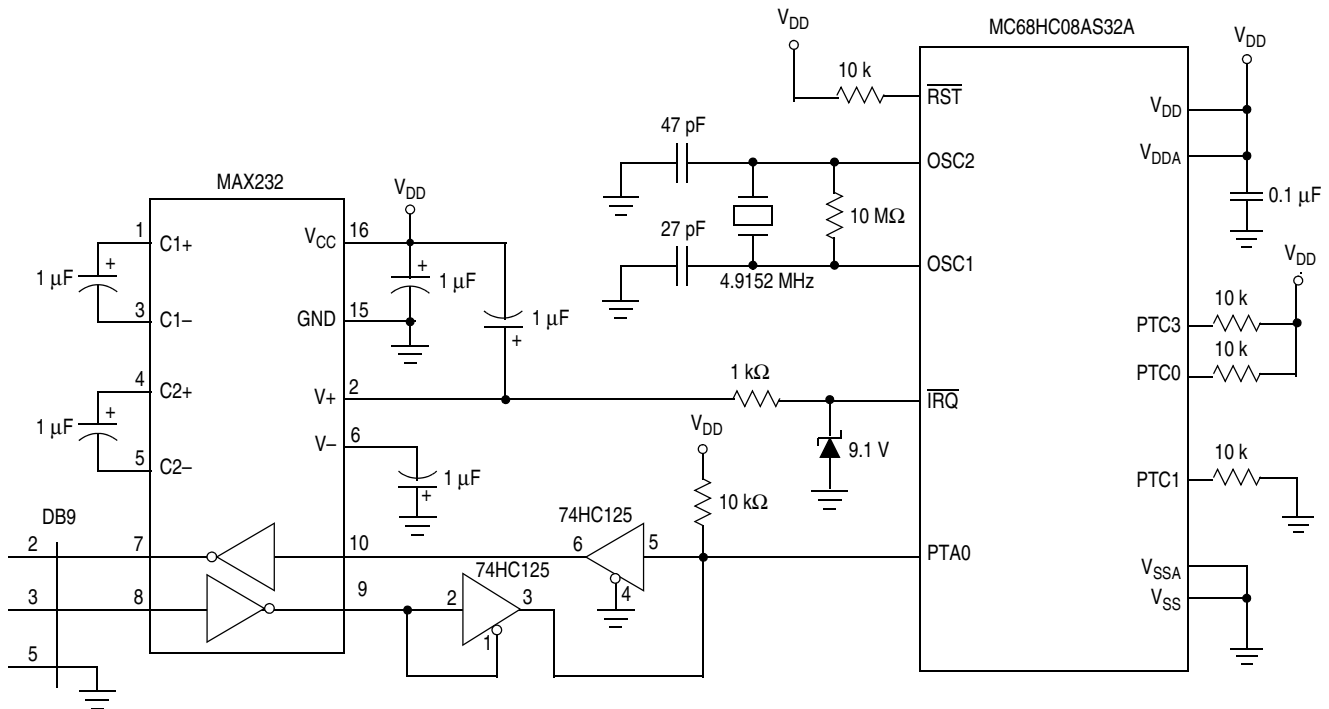 MC68HC08AS32A
V_DD
V_DD
10 k
RST
V_DD
47 pF
OSC2
V_DDA
MAX232
V_DD
10 MΩ
0.1 μF
1
C1+
V_CC
16
27 pF
1 μF
+
+
1 μF
OSC1
V_DD
4.9152 MHz
3
C1–
GND
15
1 μF
+
PTC3
10 k
10 k
PTC0
4
C2+
V+
2
1 kΩ
IRQ
1 μF
+
V_DD
V–
6
9.1 V
5
C2–
1 μF
+
10 k
PTC1
10 kΩ
DB9
74HC125
2
7
10
6
5
PTA0
74HC125
4
V_SSA
3
8
9
2
3
V_SS
1
5